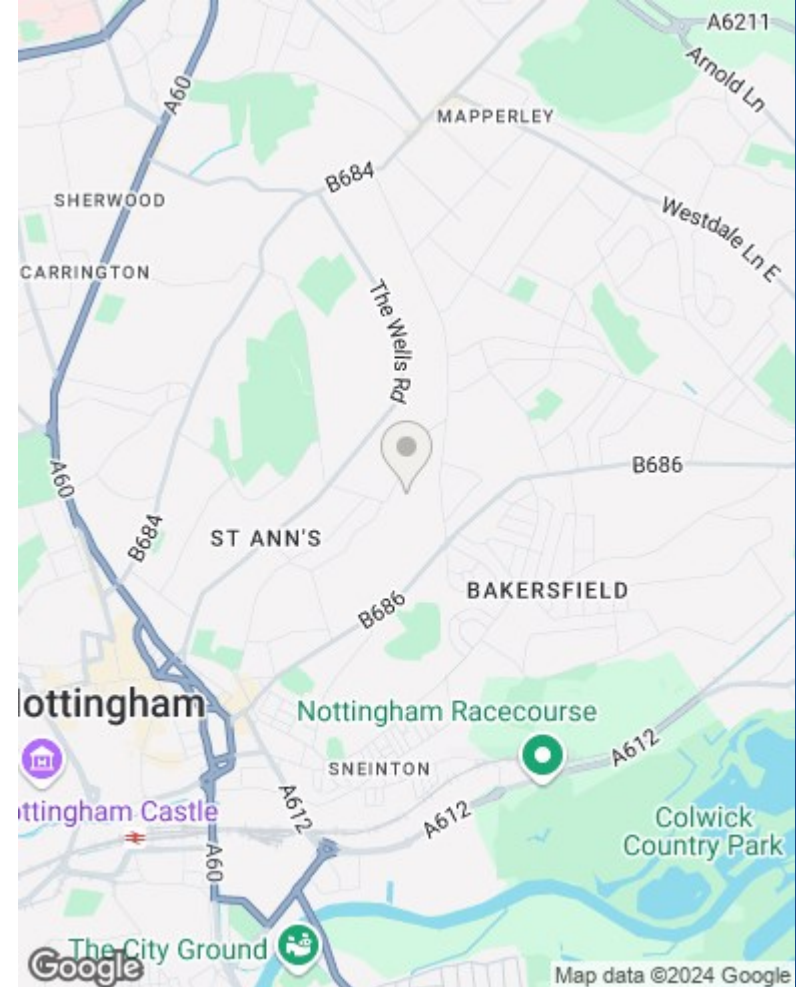 A6211
Arnold Ln
A60
MAPPERLEY
B684
SHERWOOD
Westdale Ln E
CARRINGTON
The Wells Rd
A60
B686
B684
ST ANN'S
BAKERSFIELD
B686
lottingham
Nottingham Racecourse
A612
SNEINTON
ottingham Castle
A612
A612
Colwick
Country Park
A60
The City Ground
Google
Map data ©2024 Google